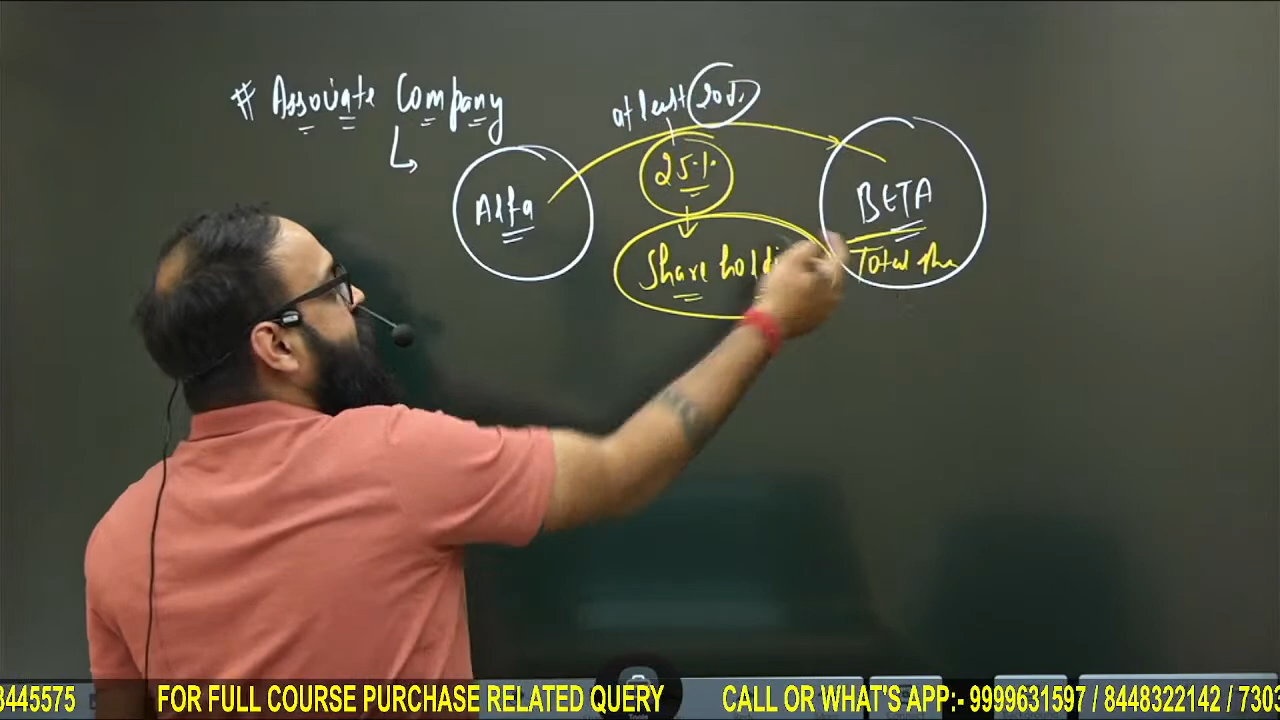 # Associate Company
at least 20%
25%
Alfa
BETA
Share holdi
Total sha
3445575 FOR FULL COURSE PURCHASE RELATED QUERY CALL OR WHAT'S APP:- 9999631597 / 8448322142 / 7303